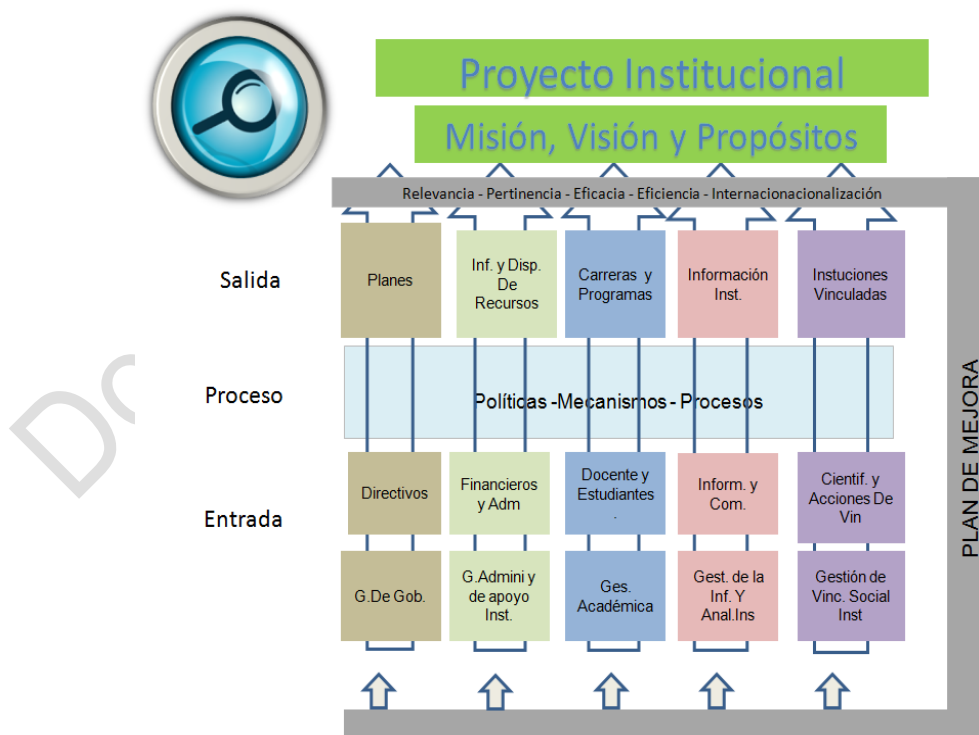 Proyecto Institucional
Misión, Visión y Propósitos
Relevancia - Pertinencia - Eficacia - Eficiencia - Internacionacionalización
Salida
Planes
Inf. y Disp.
De
Recursos
Carreras y
Programas
Información
Inst.
Instuciones
Vinculadas
Proceso
Políticas -Mecanismos - Procesos
Entrada
Directivos
Financieros
y Adm
Docente y
Estudiantes
.
Inform. y
Com.
Cientif. y
Acciones De
Vin
G.De Gob.
G.Admini y
de apoyo
Inst.
Ges.
Académica
Gest. de la
Inf. Y
Anal.Ins
Gestión de
Vinc. Social
Inst
PLAN DE MEJORA